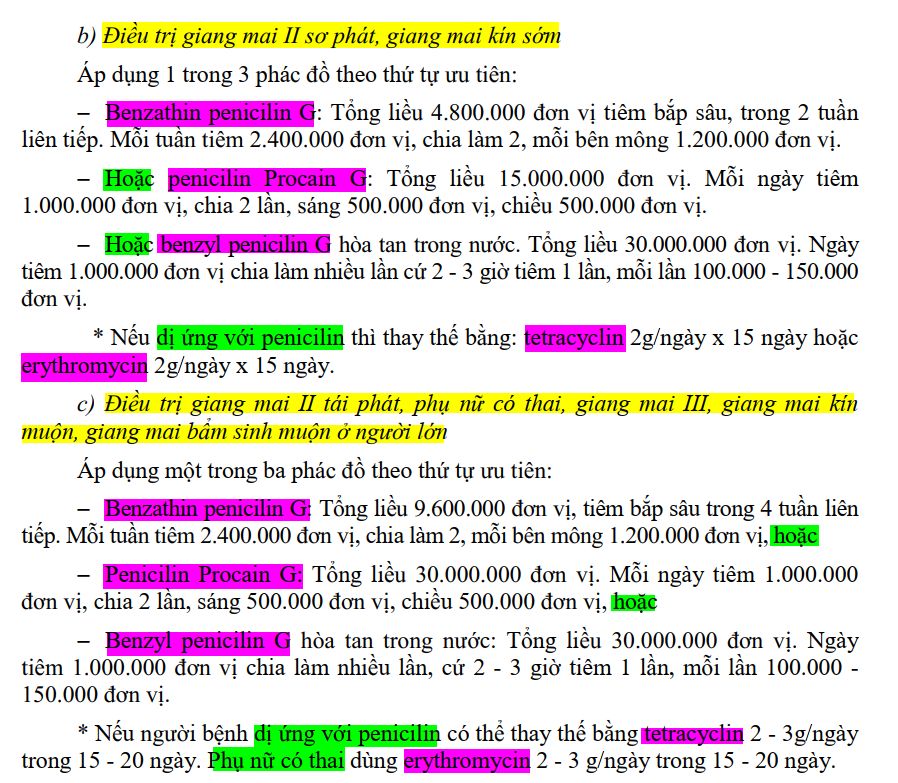 b) Điều trị giang mai II sơ phát, giang mai kín sớm
Áp dụng 1 trong 3 phác đồ theo thứ tự ưu tiên:
– Benzathin penicilin G: Tổng liều 4.800.000 đơn vị tiêm bắp sâu, trong 2 tuần
liên tiếp. Mỗi tuần tiêm 2.400.000 đơn vị, chia làm 2, mỗi bên mông 1.200.000 đơn vị.
– Hoặc penicilin Procain G: Tổng liều 15.000.000 đơn vị. Mỗi ngày tiêm
1.000.000 đơn vị, chia 2 lần, sáng 500.000 đơn vị, chiều 500.000 đơn vị.
– Hoặc benzyl penicilin G hòa tan trong nước. Tổng liều 30.000.000 đơn vị. Ngày
tiêm 1.000.000 đơn vị chia làm nhiều lần cứ 2 - 3 giờ tiêm 1 lần, mỗi lần 100.000 - 150.000
đơn vị.
* Nếu dị ứng với penicilin thì thay thế bằng: tetracyclin 2g/ngày x 15 ngày hoặc
erythromycin 2g/ngày x 15 ngày.
c) Điều trị giang mai II tái phát, phụ nữ có thai, giang mai III, giang mai kín
muộn, giang mai bẩm sinh muộn ở người lớn
Áp dụng một trong ba phác đồ theo thứ tự ưu tiên:
– Benzathin penicilin G: Tổng liều 9.600.000 đơn vị, tiêm bắp sâu trong 4 tuần liên
tiếp. Mỗi tuần tiêm 2.400.000 đơn vị, chia làm 2, mỗi bên mông 1.200.000 đơn vị, hoặc
– Penicilin Procain G: Tổng liều 30.000.000 đơn vị. Mỗi ngày tiêm 1.000.000
đơn vị, chia 2 lần, sáng 500.000 đơn vị, chiều 500.000 đơn vị, hoặc
– Benzyl penicilin G hòa tan trong nước: Tổng liều 30.000.000 đơn vị. Ngày
tiêm 1.000.000 đơn vị chia làm nhiều lần, cứ 2 - 3 giờ tiêm 1 lần, mỗi lần 100.000 -
150.000 đơn vị.
* Nếu người bệnh dị ứng với penicilin có thể thay thế bằng tetracyclin 2 - 3g/ngày
trong 15 - 20 ngày. Phụ nữ có thai dùng erythromycin 2 - 3 g/ngày trong 15 - 20 ngày.